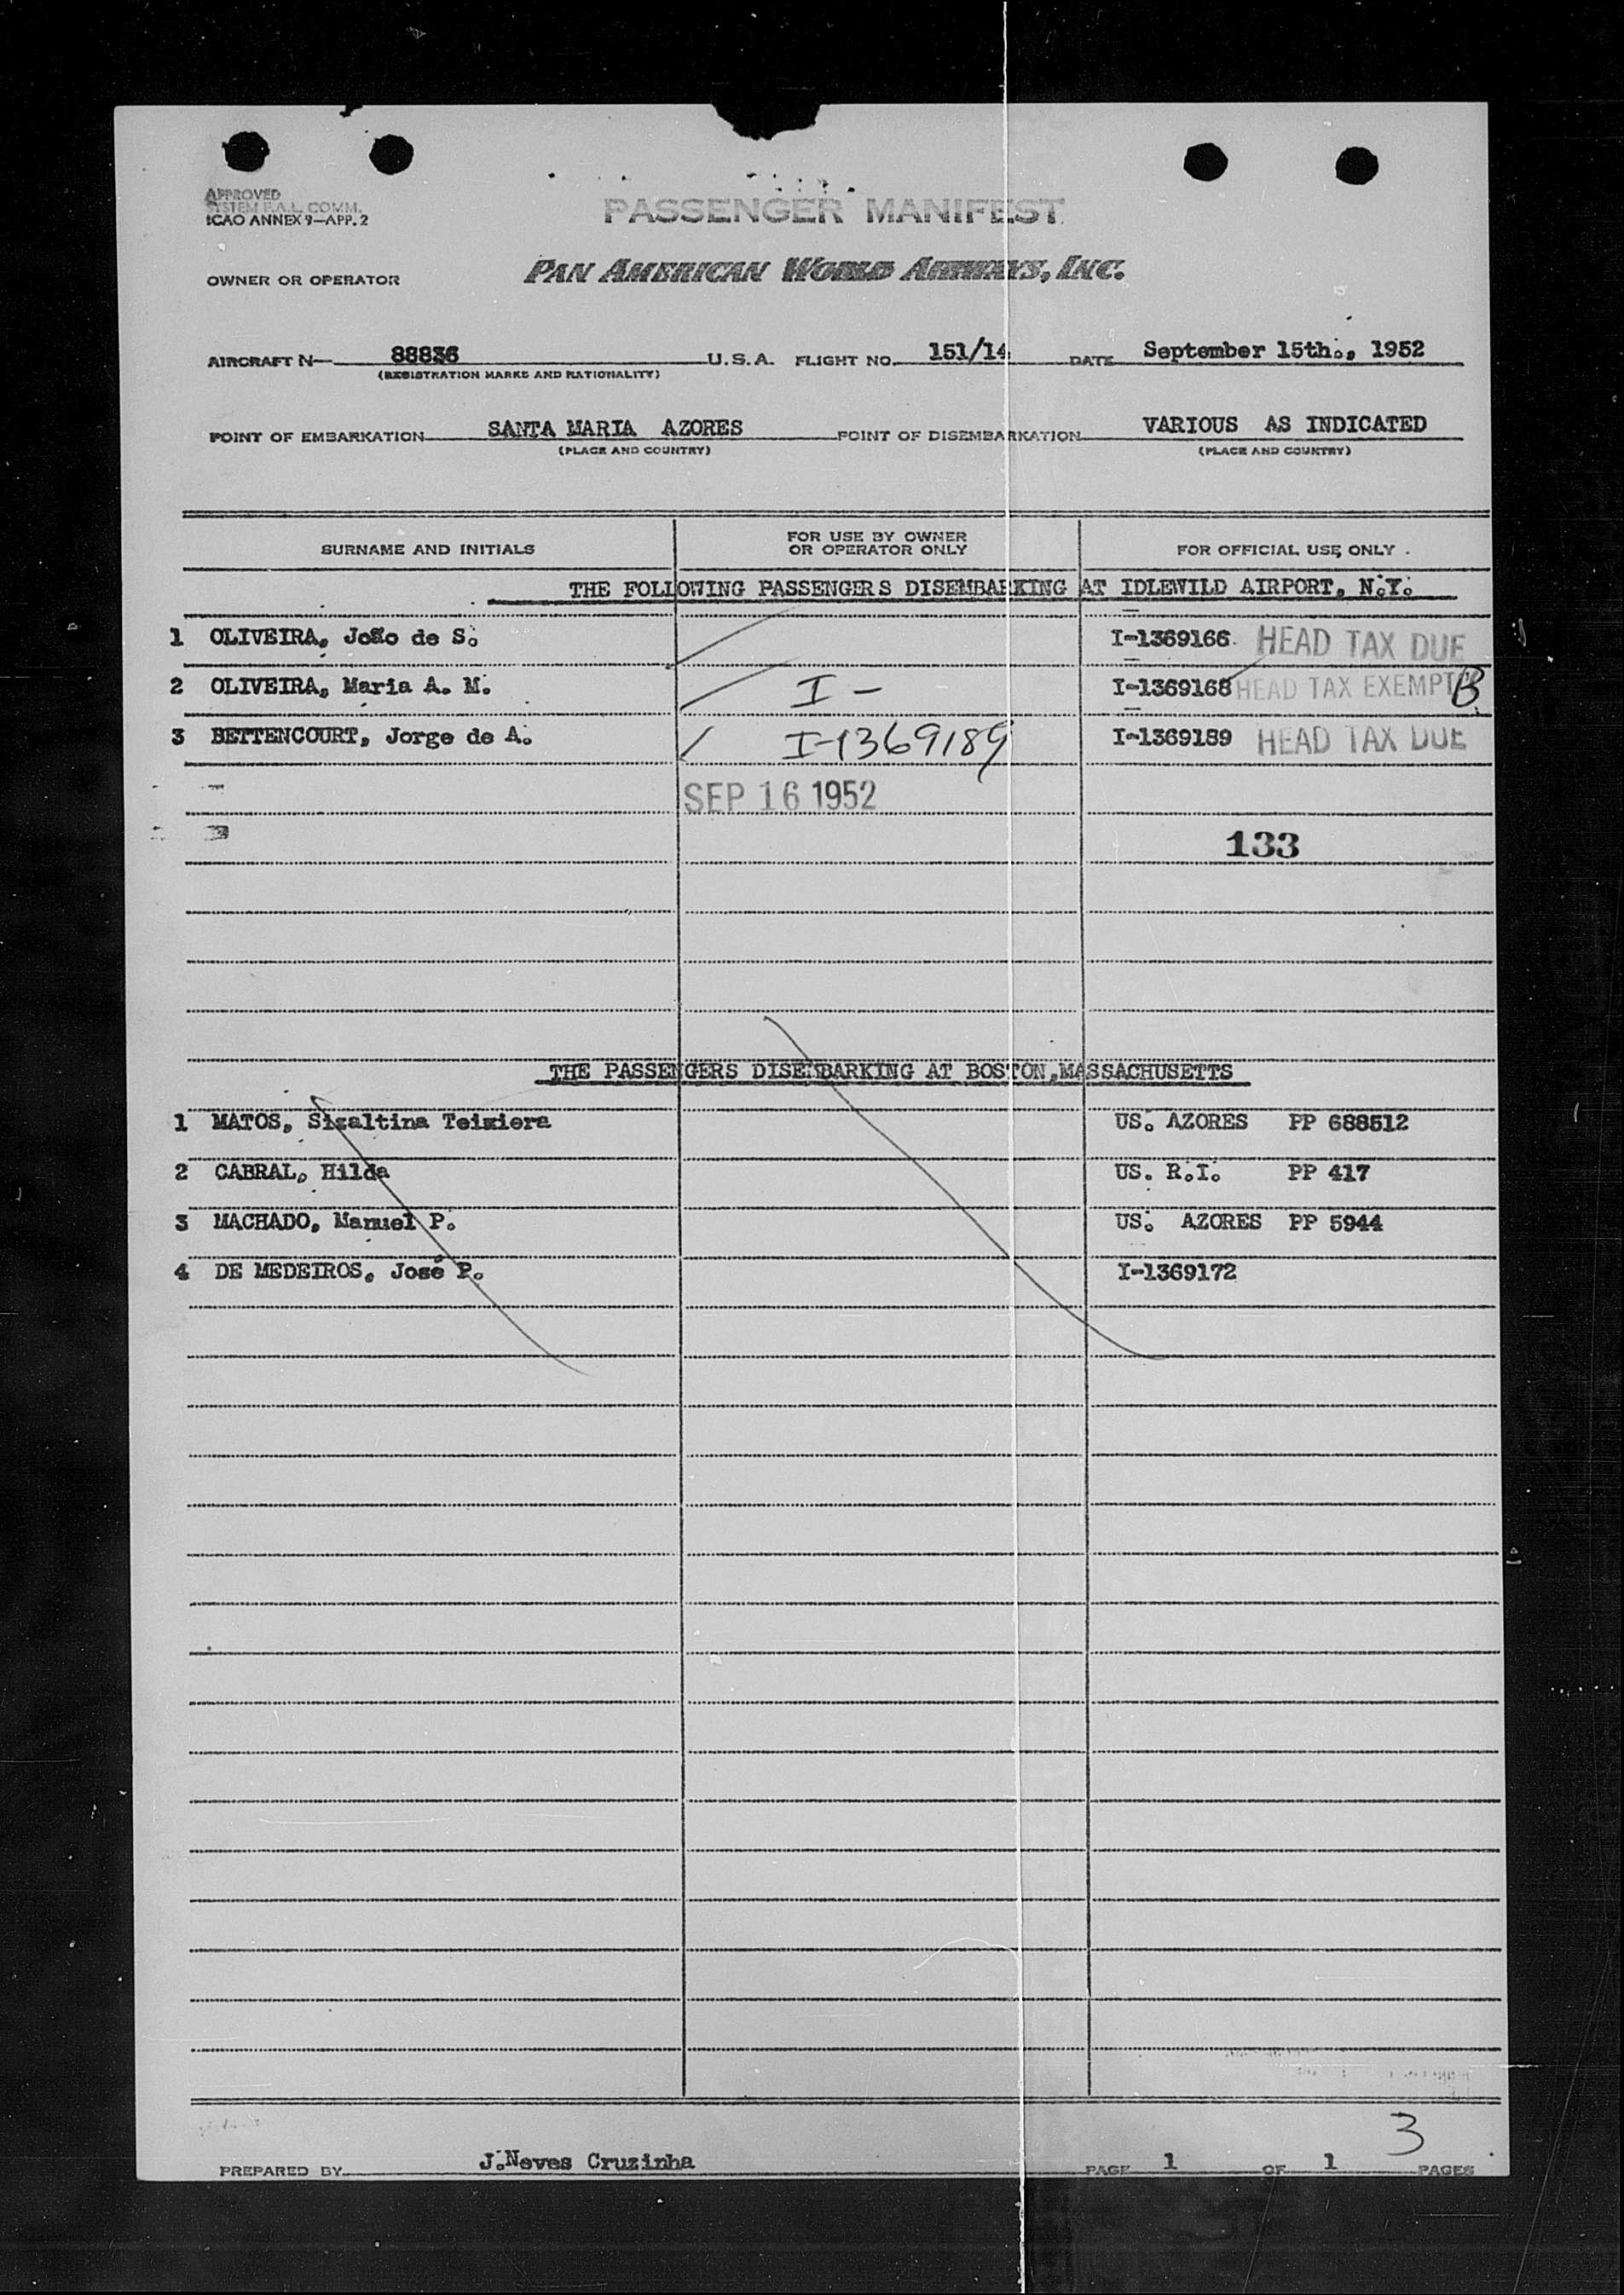 APPROVED
SYSTEM F.A.L. COMM.
ICAO ANNEX 9—APP. 2
PASSENGER MANIFEST
OWNER OR OPERATOR PAN AMERICAN WORLD AIRWAYS, INC.
AIRCRAFT N— 88836 U.S.A. FLIGHT NO. 151/14 DATE September 15th., 1952
(REGISTRATION MARKS AND NATIONALITY)
POINT OF EMBARKATION SANTA MARIA AZORES POINT OF DISEMBARKATION VARIOUS AS INDICATED
(PLACE AND COUNTRY) (PLACE AND COUNTRY)
SURNAME AND INITIALS FOR USE BY OWNER OR OPERATOR ONLY FOR OFFICIAL USE ONLY
THE FOLLOWING PASSENGERS DISEMBARKING AT IDLEWILD AIRPORT, N.Y.
1 OLIVEIRA, João de S. I-1369166 HEAD TAX DUE
2 OLIVEIRA, Maria A. M. I - I-1369168 HEAD TAX EXEMPT B
3 BETTENCOURT, Jorge de A. I-1369189 I-1369189 HEAD TAX DUE
SEP 16 1952
133
THE PASSENGERS DISEMBARKING AT BOSTON,MASSACHUSETTS
1 MATOS, Sizaltina Teixiera US. AZORES PP 688512
2 CABRAL, Hilda US. R.I. PP 417
3 MACHADO, Manuel P. US. AZORES PP 5944
4 DE MEDEIROS, José P. I-1369172
3
PREPARED BY J.Neves Cruzinha PAGE 1 OF 1 PAGES